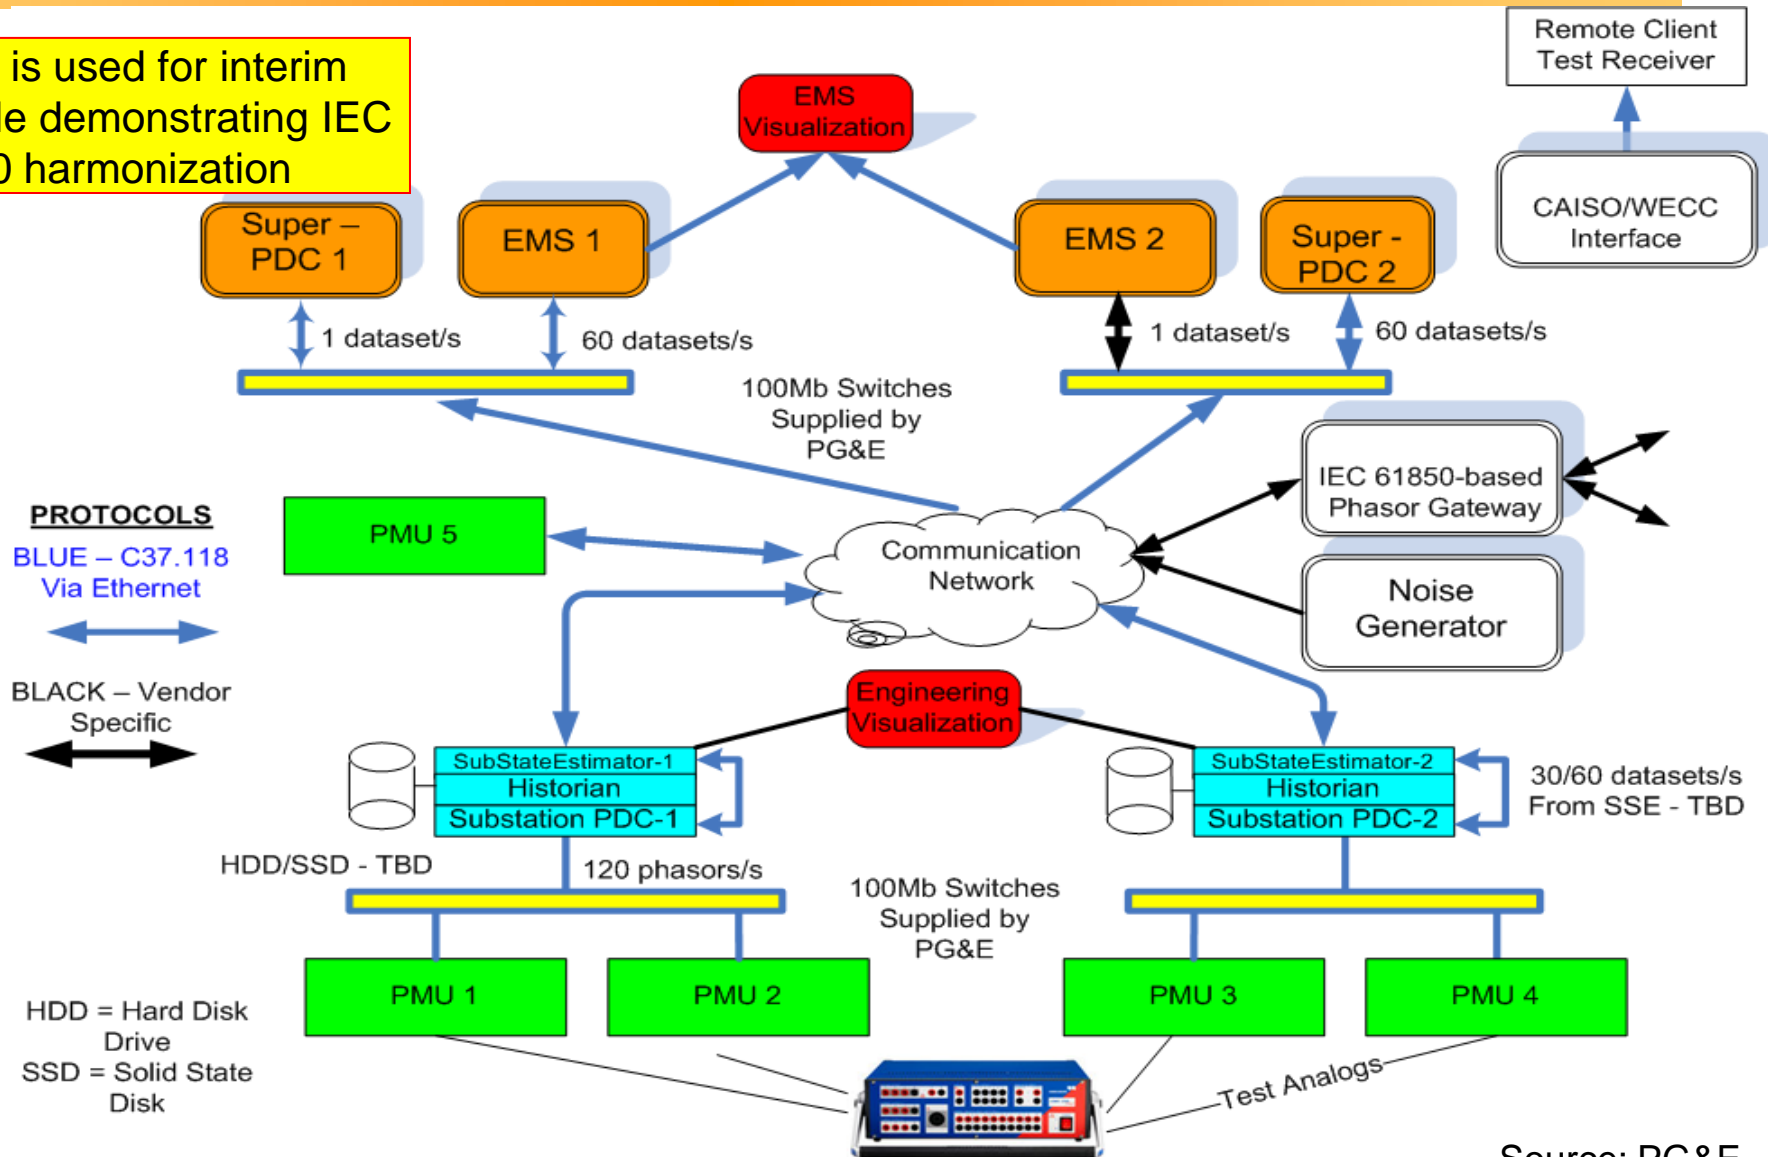 is used for interim
le demonstrating IEC
0 harmonization
EMS
Visualization
Remote Client
Test Receiver
CAISO/WECC
Interface
Super –
PDC 1
EMS 1
EMS 2
Super -
PDC 2
1 dataset/s
60 datasets/s
1 dataset/s
60 datasets/s
100Mb Switches
Supplied by
PG&E
IEC 61850-based
Phasor Gateway
PROTOCOLS
BLUE – C37.118
Via Ethernet
BLACK – Vendor
Specific
PMU 5
Communication
Network
Noise
Generator
Engineering
Visualization
SubStateEstimator-1
Historian
Substation PDC-1
SubStateEstimator-2
Historian
Substation PDC-2
30/60 datasets/s
From SSE - TBD
HDD/SSD - TBD
120 phasors/s
100Mb Switches
Supplied by
PG&E
PMU 1
PMU 2
PMU 3
PMU 4
HDD = Hard Disk
Drive
SSD = Solid State
Disk
Test Analogs
Source: PG&E